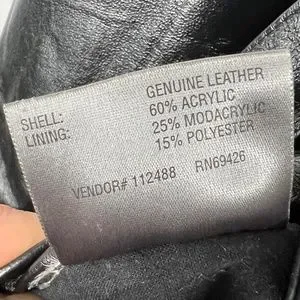 SHELL: GENUINE LEATHER
LINING: 60% ACRYLIC
25% MODACRYLIC
15% POLYESTER
VENDOR# 112488 RN69426